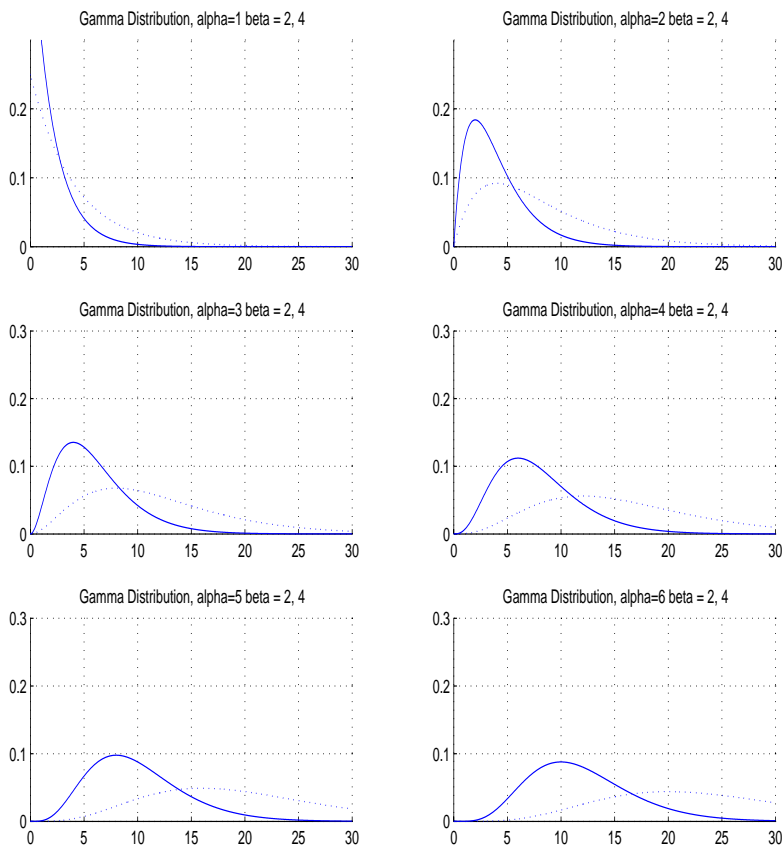 Gamma Distribution, alpha=1 beta = 2, 4
0.2
0.1
0
0 5 10 15 20 25 30
Gamma Distribution, alpha=2 beta = 2, 4
0.2
0.1
0
0 5 10 15 20 25 30
Gamma Distribution, alpha=3 beta = 2, 4
0.3
0.2
0.1
0
0 5 10 15 20 25 30
Gamma Distribution, alpha=4 beta = 2, 4
0.3
0.2
0.1
0
0 5 10 15 20 25 30
Gamma Distribution, alpha=5 beta = 2, 4
0.3
0.2
0.1
0
0 5 10 15 20 25 30
Gamma Distribution, alpha=6 beta = 2, 4
0.3
0.2
0.1
0
0 5 10 15 20 25 30